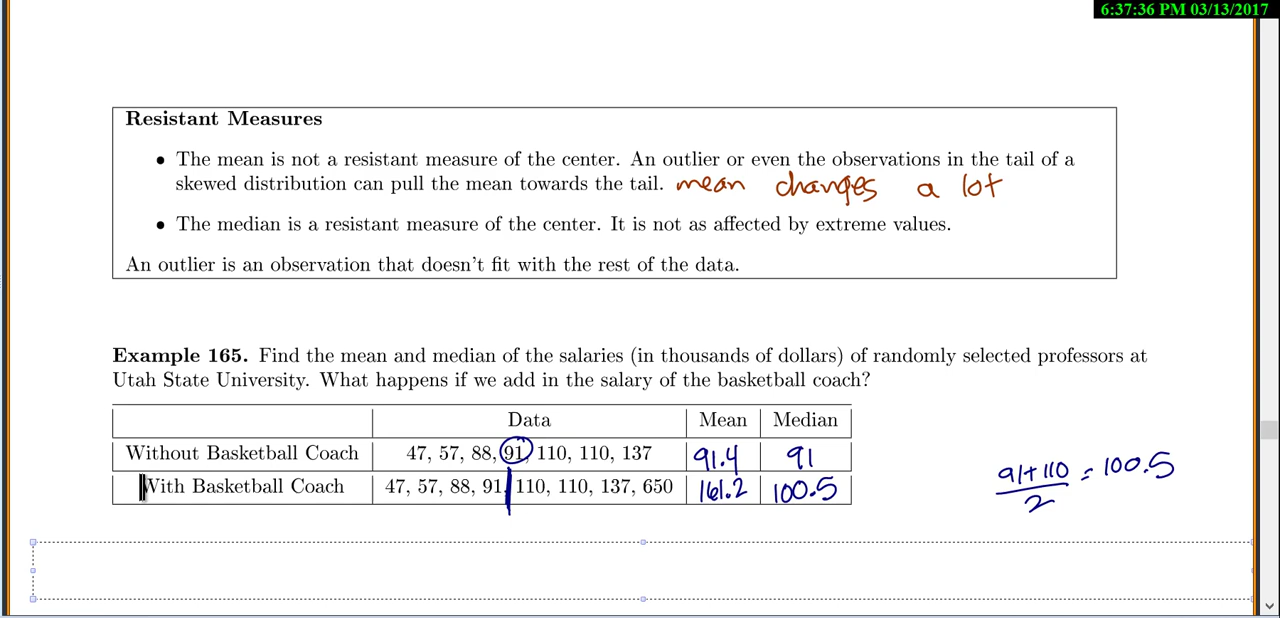 6:37:36 PM 03/13/2017
Resistant Measures
• The mean is not a resistant measure of the center. An outlier or even the observations in the tail of a
skewed distribution can pull the mean towards the tail. mean changes a lot
• The median is a resistant measure of the center. It is not as affected by extreme values.
An outlier is an observation that doesn't fit with the rest of the data.
Example 165. Find the mean and median of the salaries (in thousands of dollars) of randomly selected professors at
Utah State University. What happens if we add in the salary of the basketball coach?
Data Mean Median
Without Basketball Coach 47, 57, 88, 91, 110, 110, 137 91.4 91
With Basketball Coach 47, 57, 88, 91, 110, 110, 137, 650 161.2 100.5
91+110
2
= 100.5